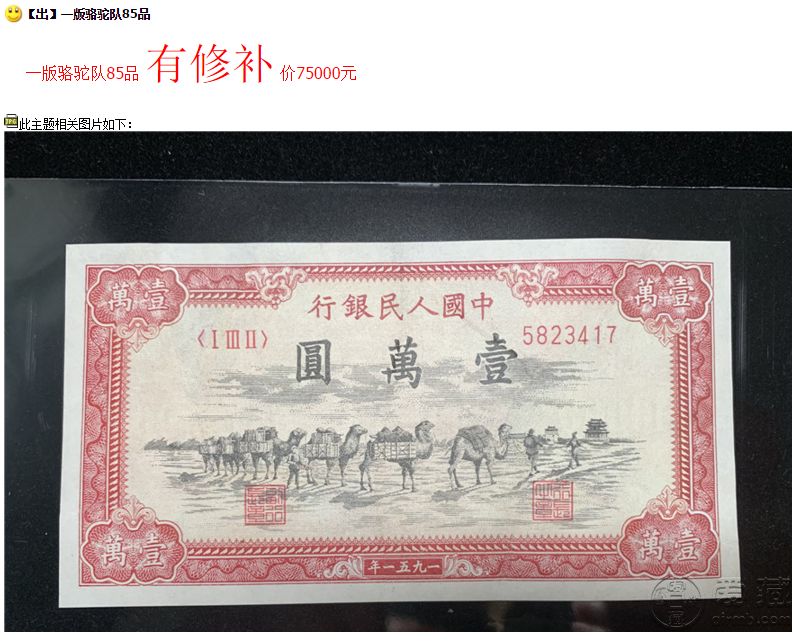 【出】一版骆驼队85品
一版骆驼队85品 有修补 价75000元
此主题相关图片如下：
壹萬
壹萬
中國人民銀行
〈I III II〉
5823417
壹萬圓
壹萬
壹萬
一九五一年
airmb.com